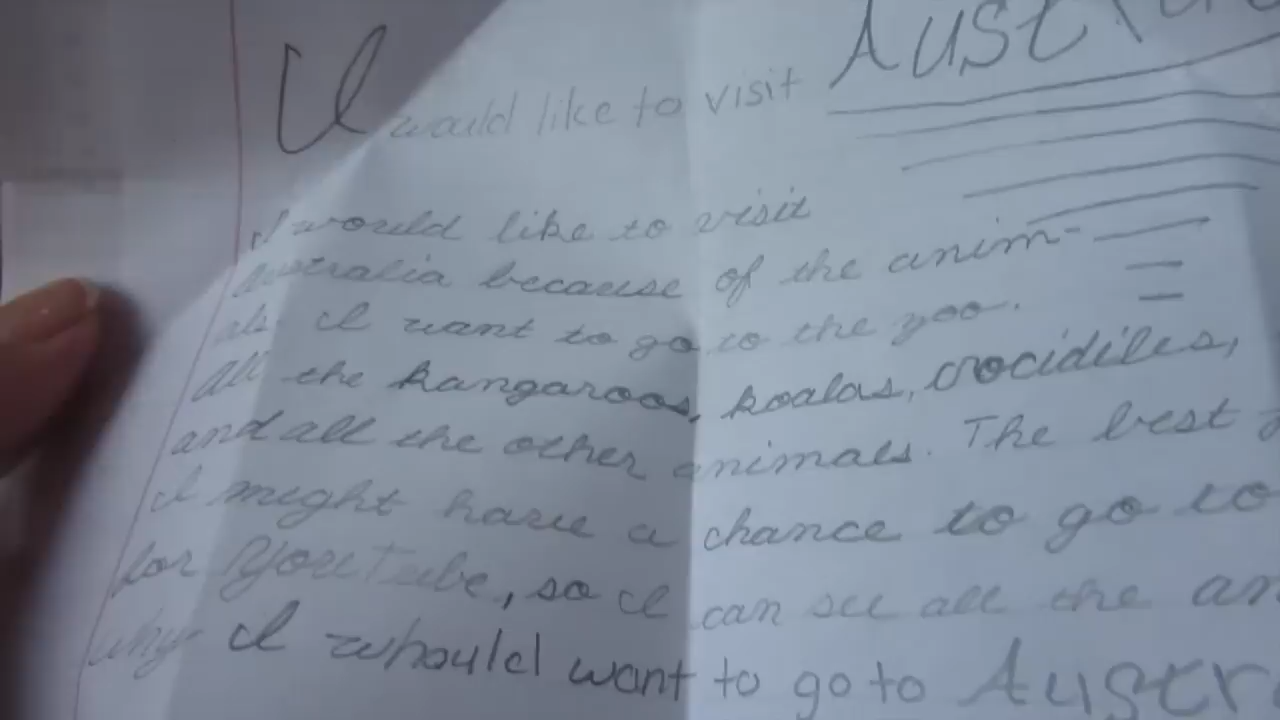 I would like to visit Austr
I would like to visit
Australia because of the anim-
als I want to go to the zoo.
all the kangaroos, koalas, crocidiles,
and all the other animals. The best
I might have a chance to go to
for YouTube, so I can see all the an
why I whould want to go to Austr